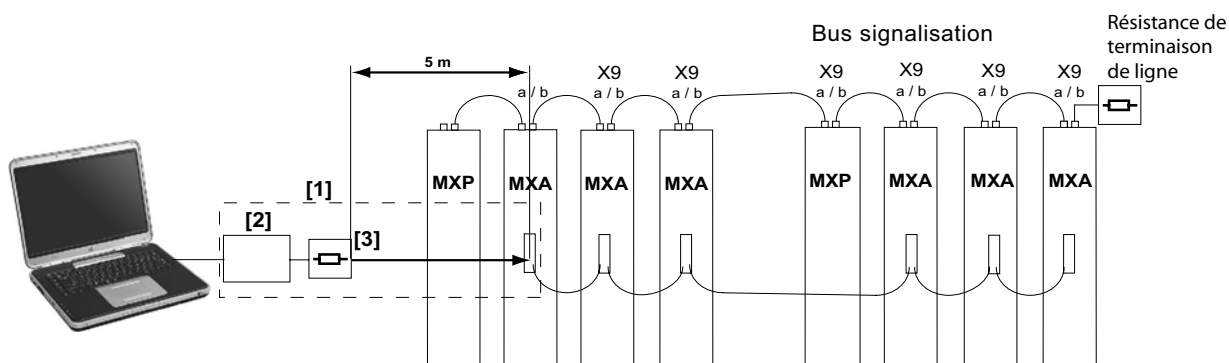 Bus signalisation
Résistance de
terminaison
de ligne
5 m
X9
X9
X9
X9
X9
X9
a / b
a / b
a / b
a / b
a / b
a / b
a / b
MXP
MXA
MXA
MXA
MXP
MXA
MXA
MXA
[1]
[2]
[3]